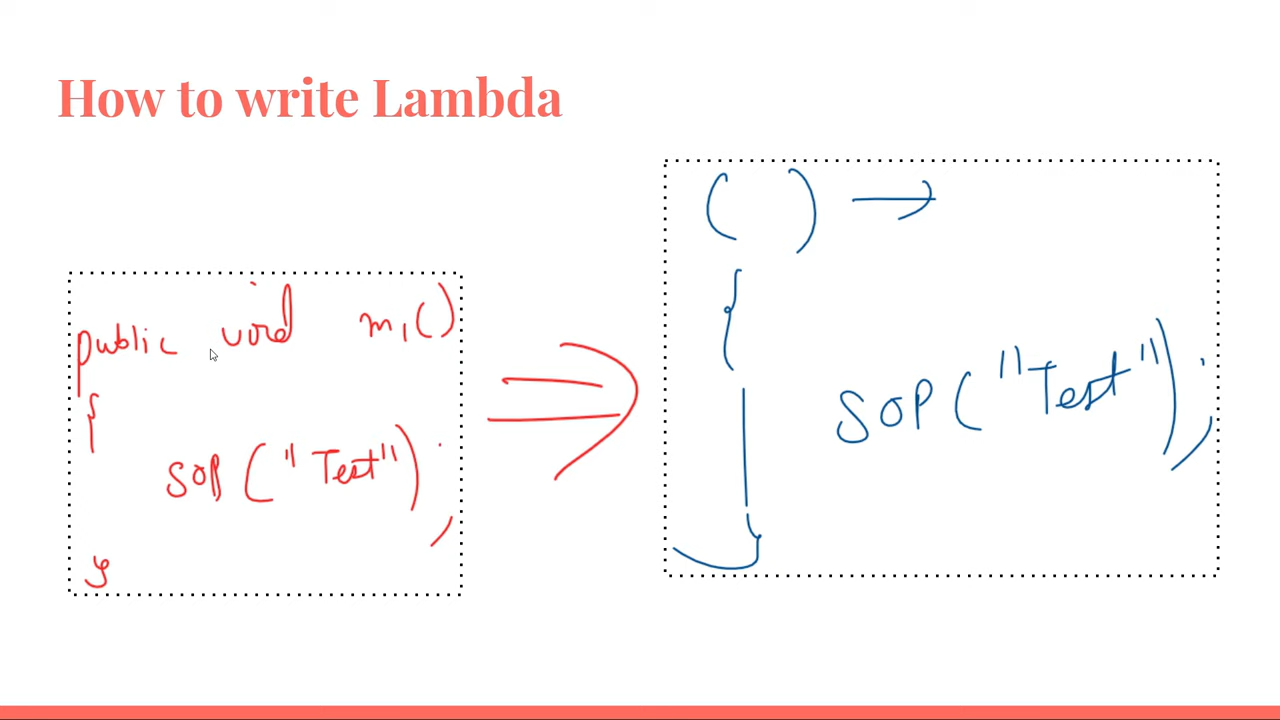 How to write Lambda
public void m1()
{
SOP("Test");
}
( ) →
{
SOP("Test");
}